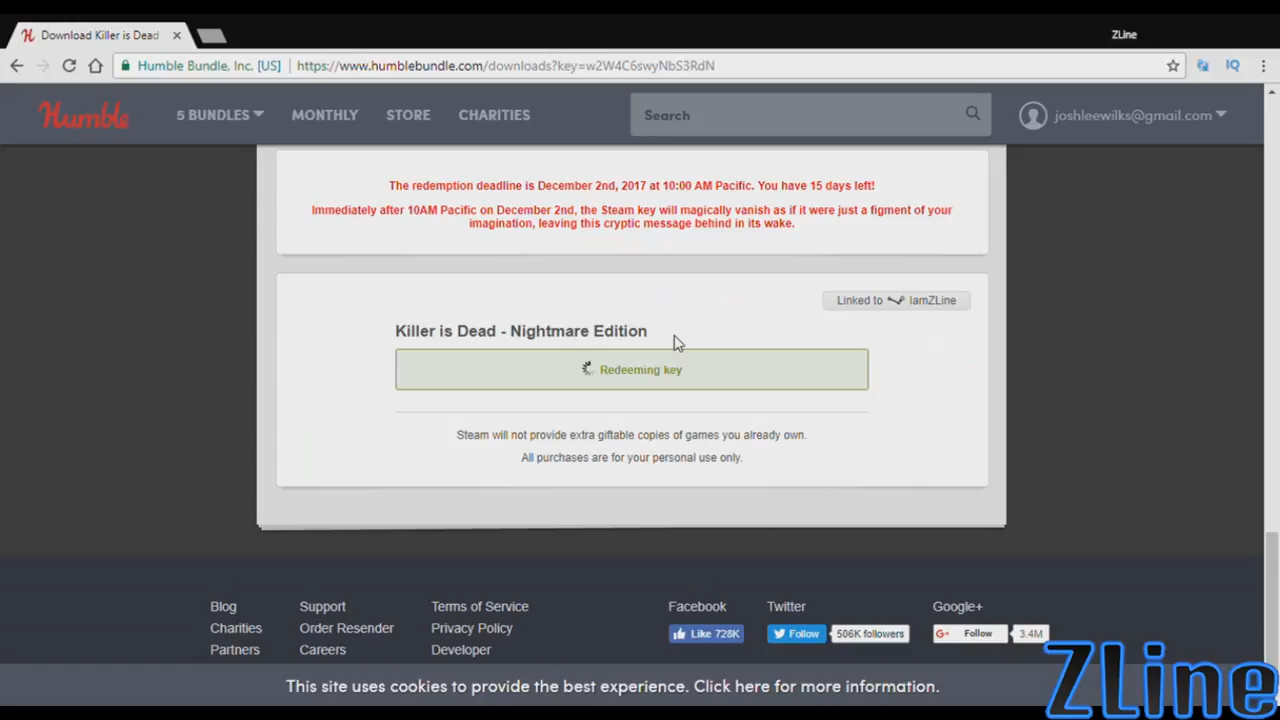 Download Killer is Dead
ZLine
Humble Bundle, Inc. [US] https://www.humblebundle.com/downloads?key=w2W4C6swyNbS3RdN
Humble 5 BUNDLES MONTHLY STORE CHARITIES Search joshleewilks@gmail.com
The redemption deadline is December 2nd, 2017 at 10:00 AM Pacific. You have 15 days left!
Immediately after 10AM Pacific on December 2nd, the Steam key will magically vanish as if it were just a figment of your
imagination, leaving this cryptic message behind in its wake.
Linked to IamZLine
Killer is Dead - Nightmare Edition
Redeeming key
Steam will not provide extra giftable copies of games you already own.
All purchases are for your personal use only.
Blog Support Terms of Service Facebook Twitter Google+
Charities Order Resender Privacy Policy Like 728K Follow 506K followers G+ Follow 3.4M
Partners Careers Developer
This site uses cookies to provide the best experience. Click here for more information.
ZLine